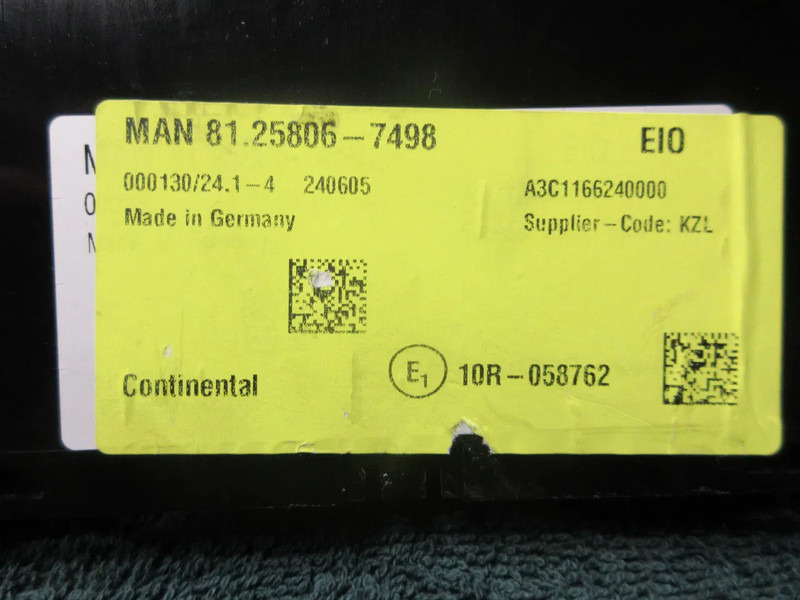 MAN 81.25806-7498 EIO
000130/24.1-4 240605 A3C1166240000
Made in Germany Supplier-Code: KZL
Continental E1 10R-058762